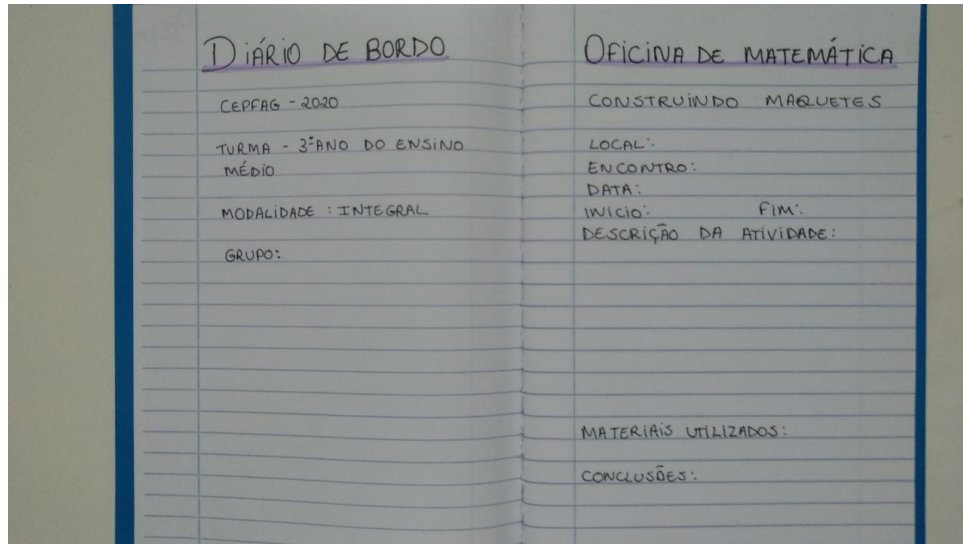 DIÁRIO DE BORDO
CEPFAG - 2020
TURMA - 3º ANO DO ENSINO
MÉDIO
MODALIDADE : INTEGRAL
GRUPO:
OFICINA DE MATEMÁTICA
CONSTRUINDO MAQUETES
LOCAL:
ENCONTRO:
DATA:
INICIO: FIM:
DESCRIÇÃO DA ATIVIDADE:
MATERIAIS UTILIZADOS:
CONCLUSÕES: